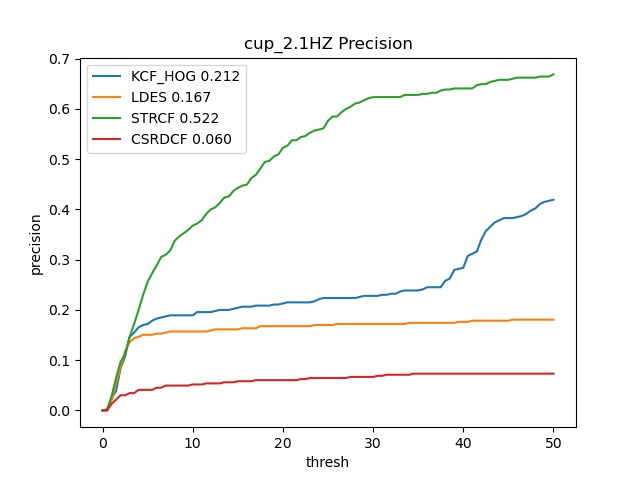 cup_2.1HZ Precision
KCF_HOG 0.212
LDES 0.167
STRCF 0.522
CSRDCF 0.060
precision
0.7
0.6
0.5
0.4
0.3
0.2
0.1
0.0
0 10 20 30 40 50
thresh